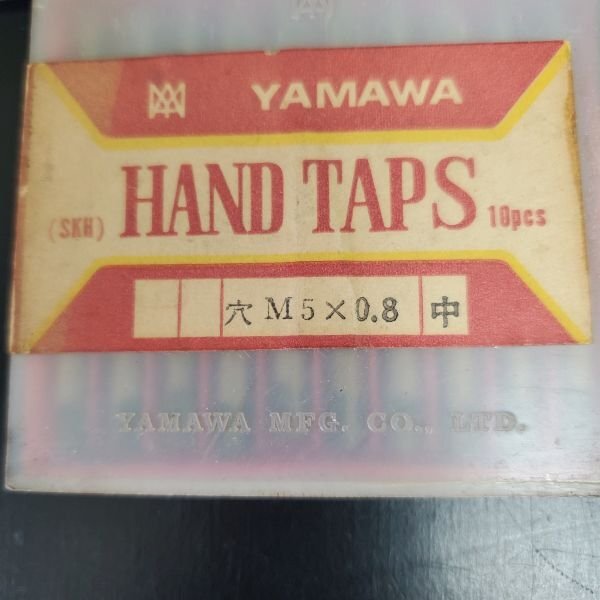 YAMAWA
(SKH) HAND TAPS 10pcs
穴 M5×0.8 中
YAMAWA MFG. CO., LTD.